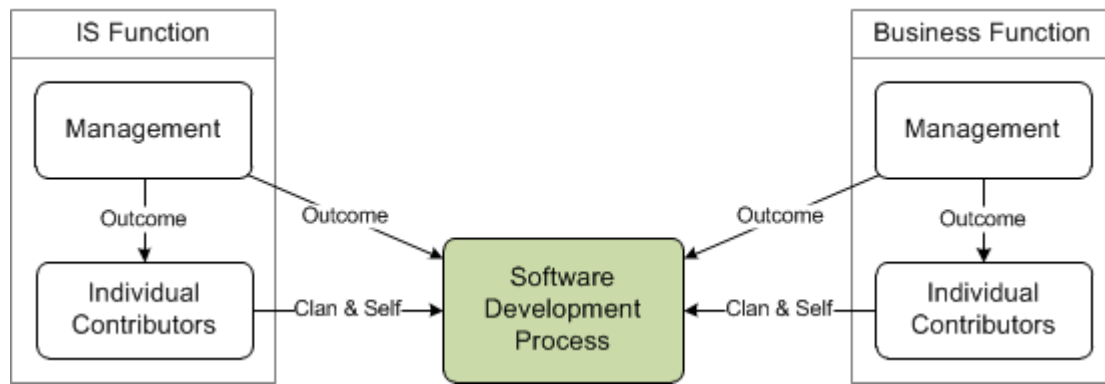 IS Function
Business Function
Management
Management
Outcome
Outcome
Outcome
Outcome
Individual
Contributors
Clan & Self
Software
Development
Process
Clan & Self
Individual
Contributors